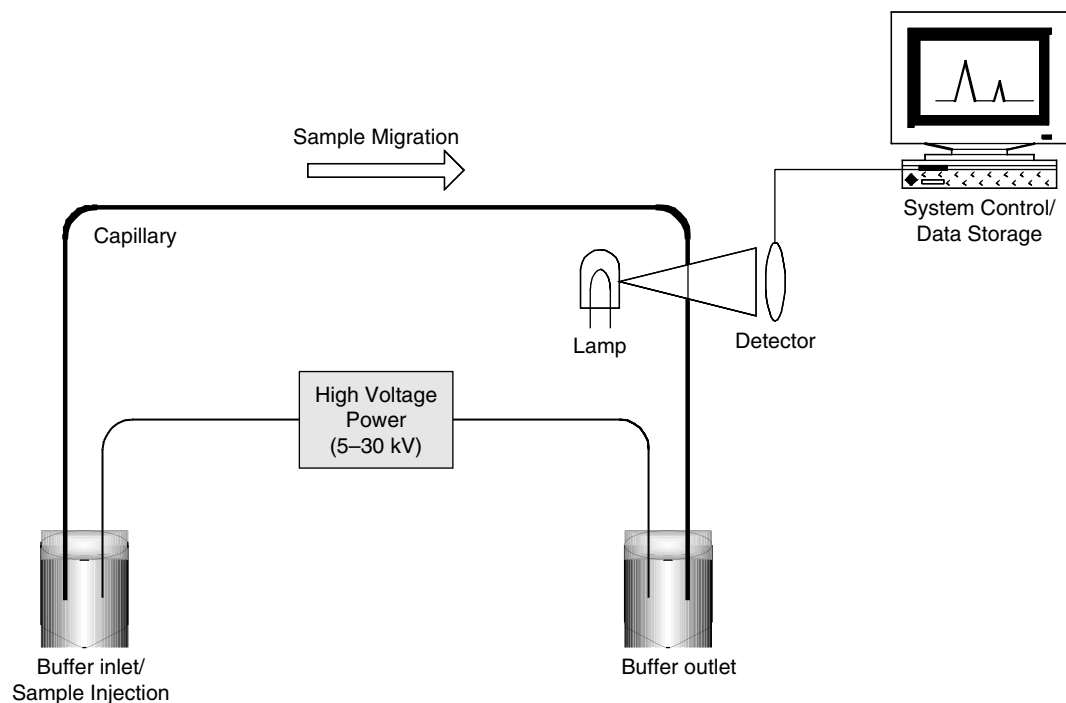 Sample Migration
Capillary
System Control/
Data Storage
Lamp
Detector
High Voltage
Power
(5–30 kV)
Buffer inlet/
Sample Injection
Buffer outlet